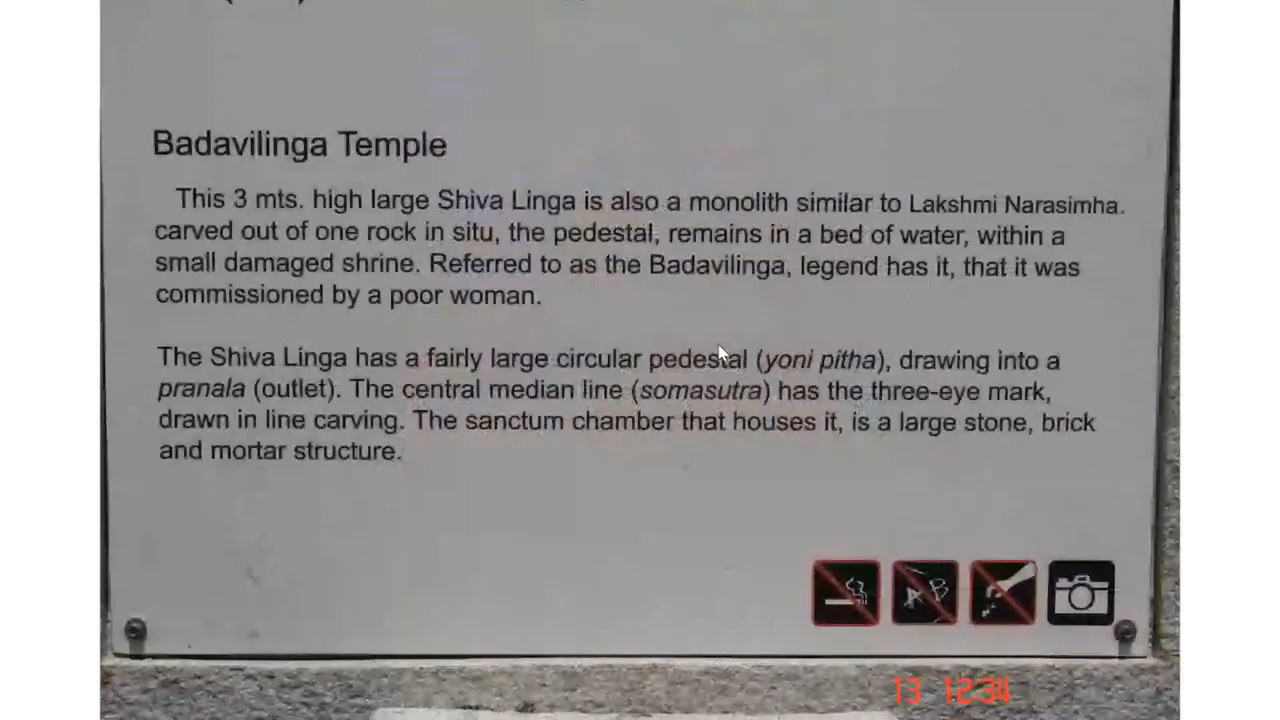 Badavilinga Temple
This 3 mts. high large Shiva Linga is also a monolith similar to Lakshmi Narasimha.
carved out of one rock in situ, the pedestal, remains in a bed of water, within a
small damaged shrine. Referred to as the Badavilinga, legend has it, that it was
commissioned by a poor woman.
The Shiva Linga has a fairly large circular pedestal (yoni pitha), drawing into a
pranala (outlet). The central median line (somasutra) has the three-eye mark,
drawn in line carving. The sanctum chamber that houses it, is a large stone, brick
and mortar structure.
A B
13 12:34